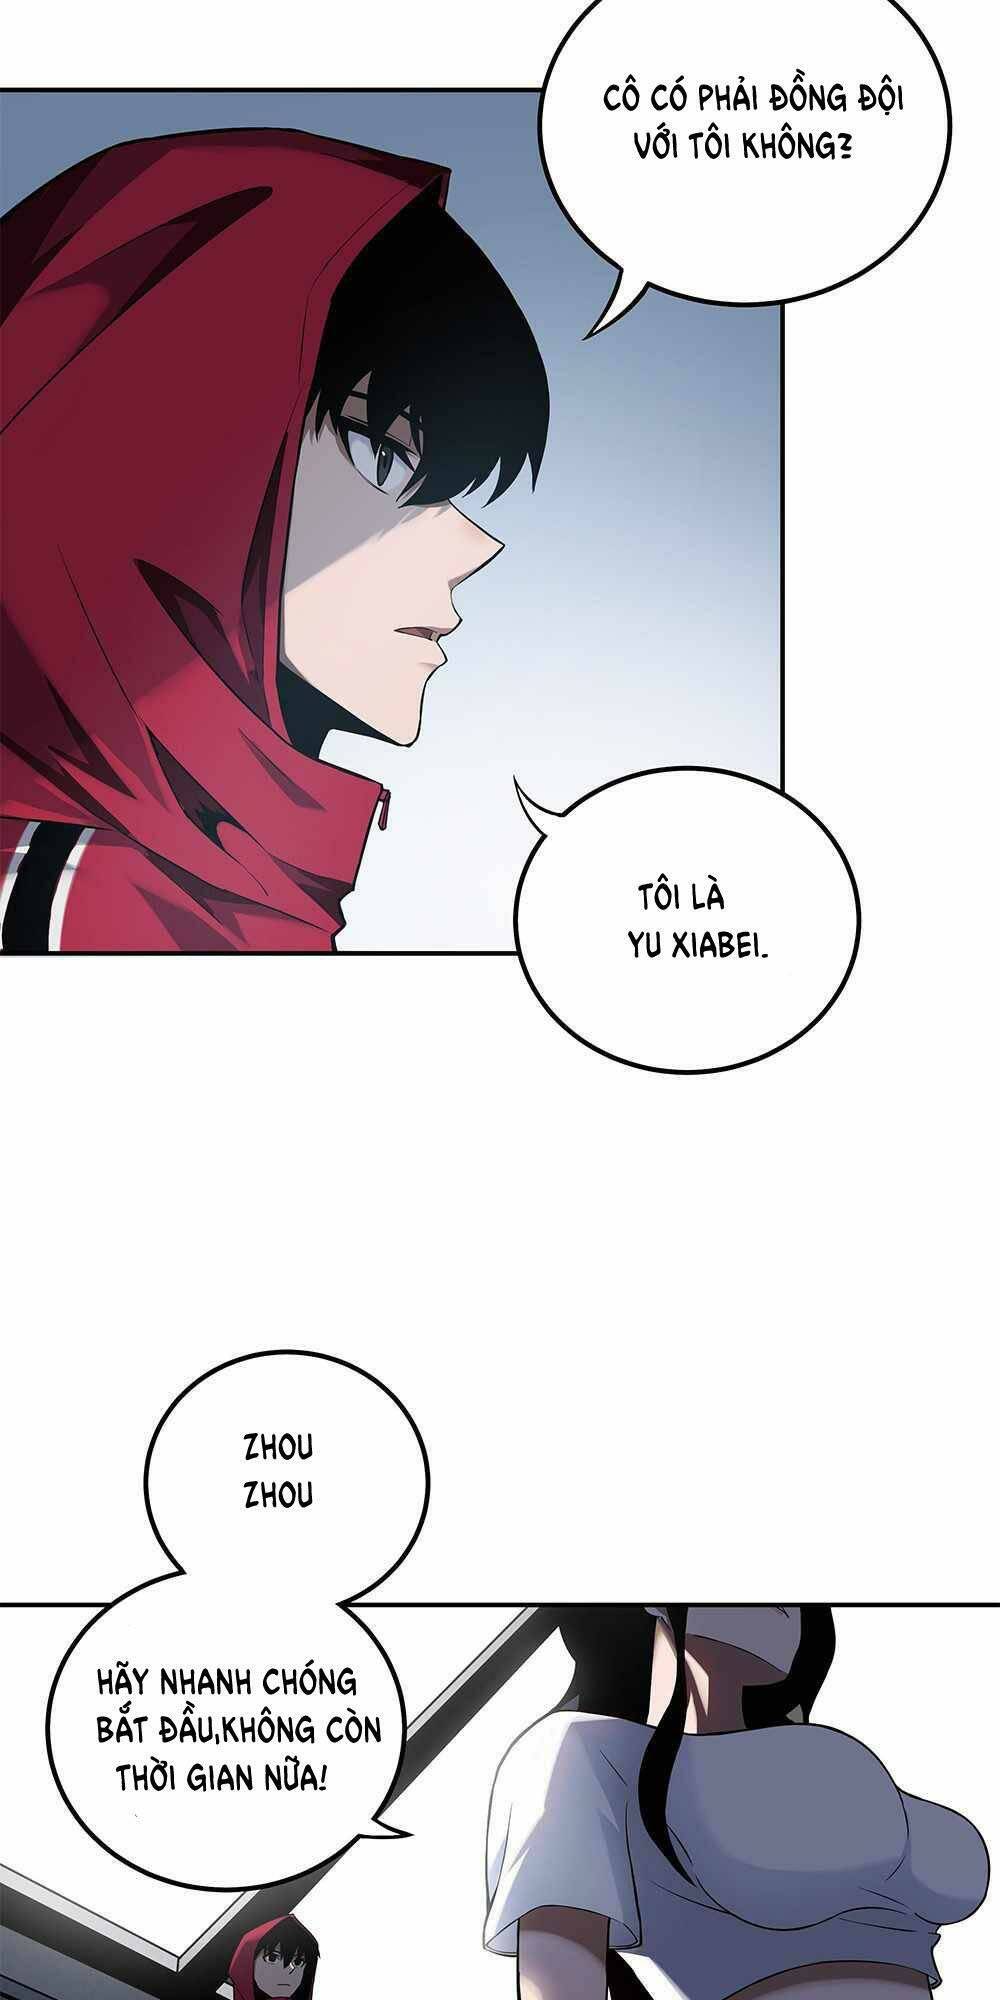 CÔ CÓ PHẢI ĐỒNG ĐỘI
VỚI TÔI KHÔNG?
TÔI LÀ
YU XIABEI.
ZHOU
ZHOU
HÃY NHANH CHÓNG
BẮT ĐẦU,KHÔNG CÒN
THỜI GIAN NỮA!